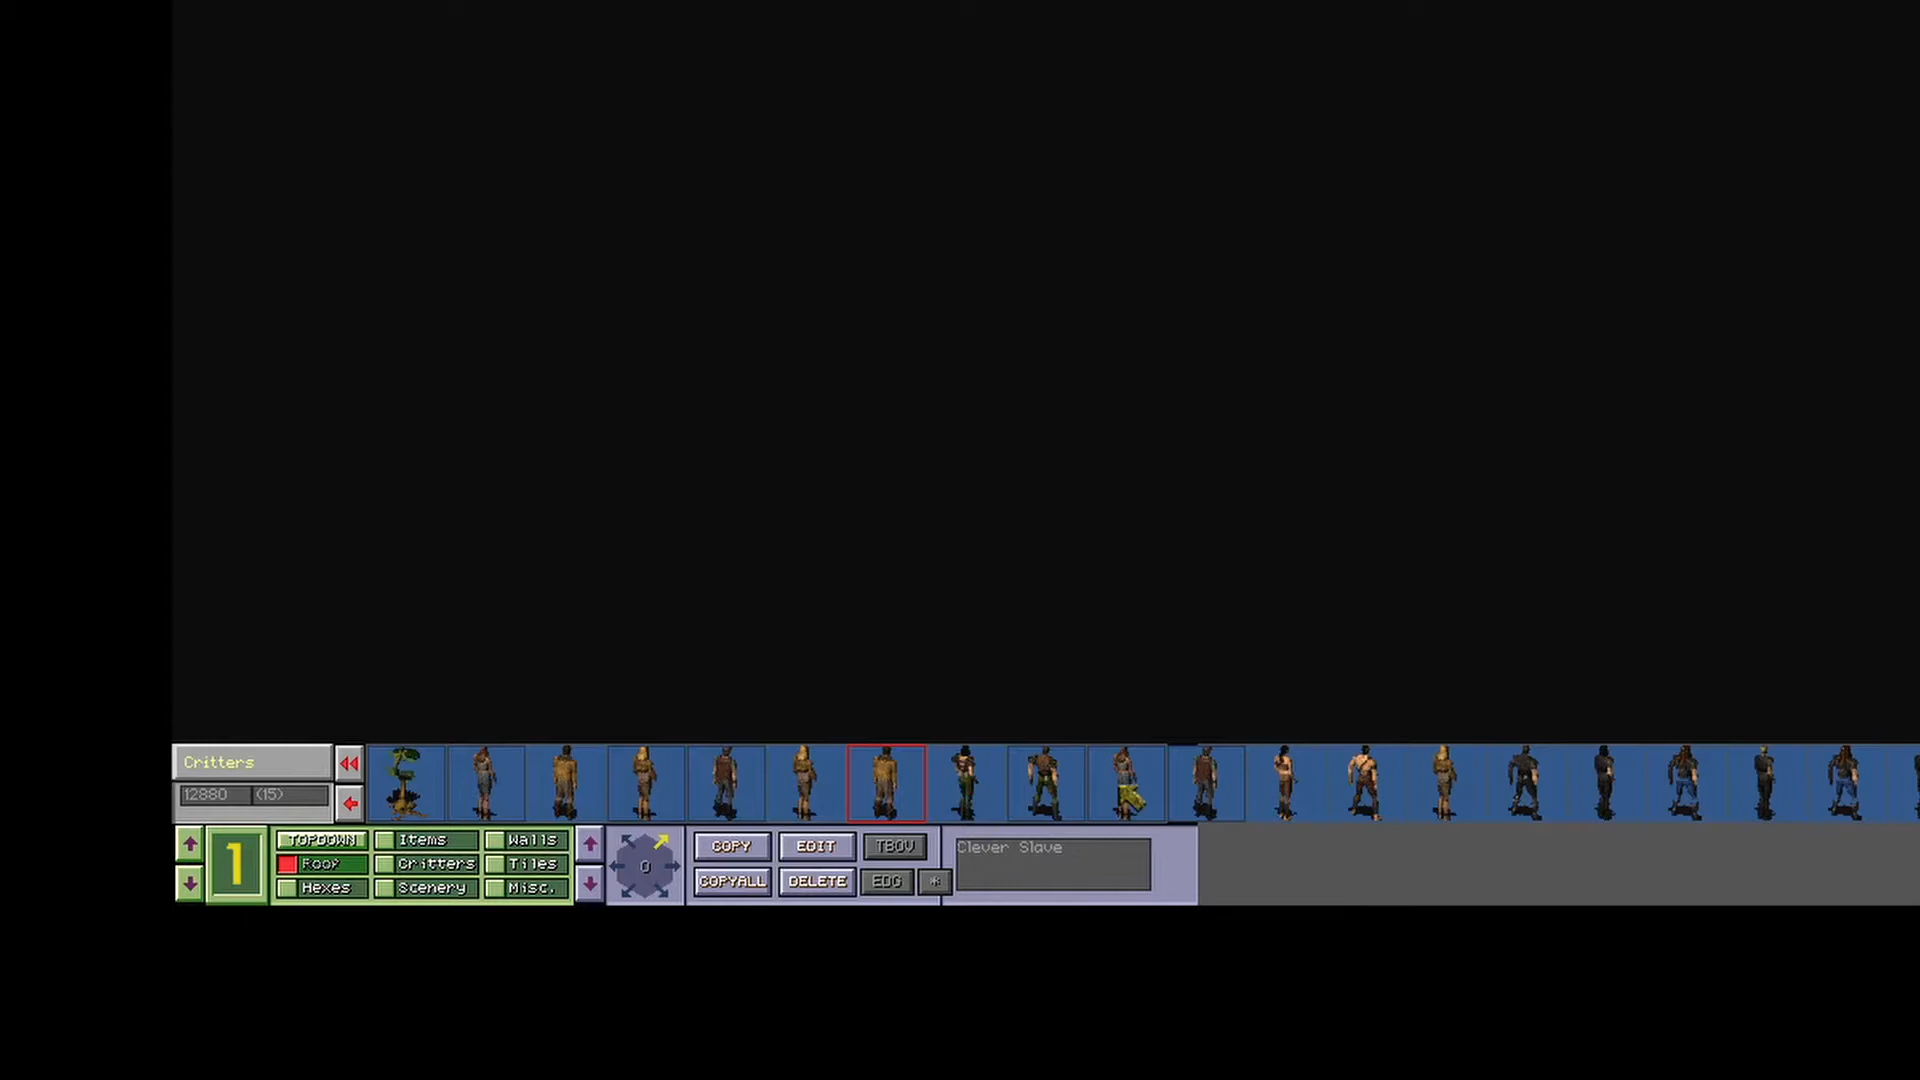 Critters
12880 (15)
1
TOPDOWN Items Walls
Roof Critters Tiles
Hexes Scenery Misc.
0
COPY EDIT TBOV
COPYALL DELETE EDG *
Clever Slave